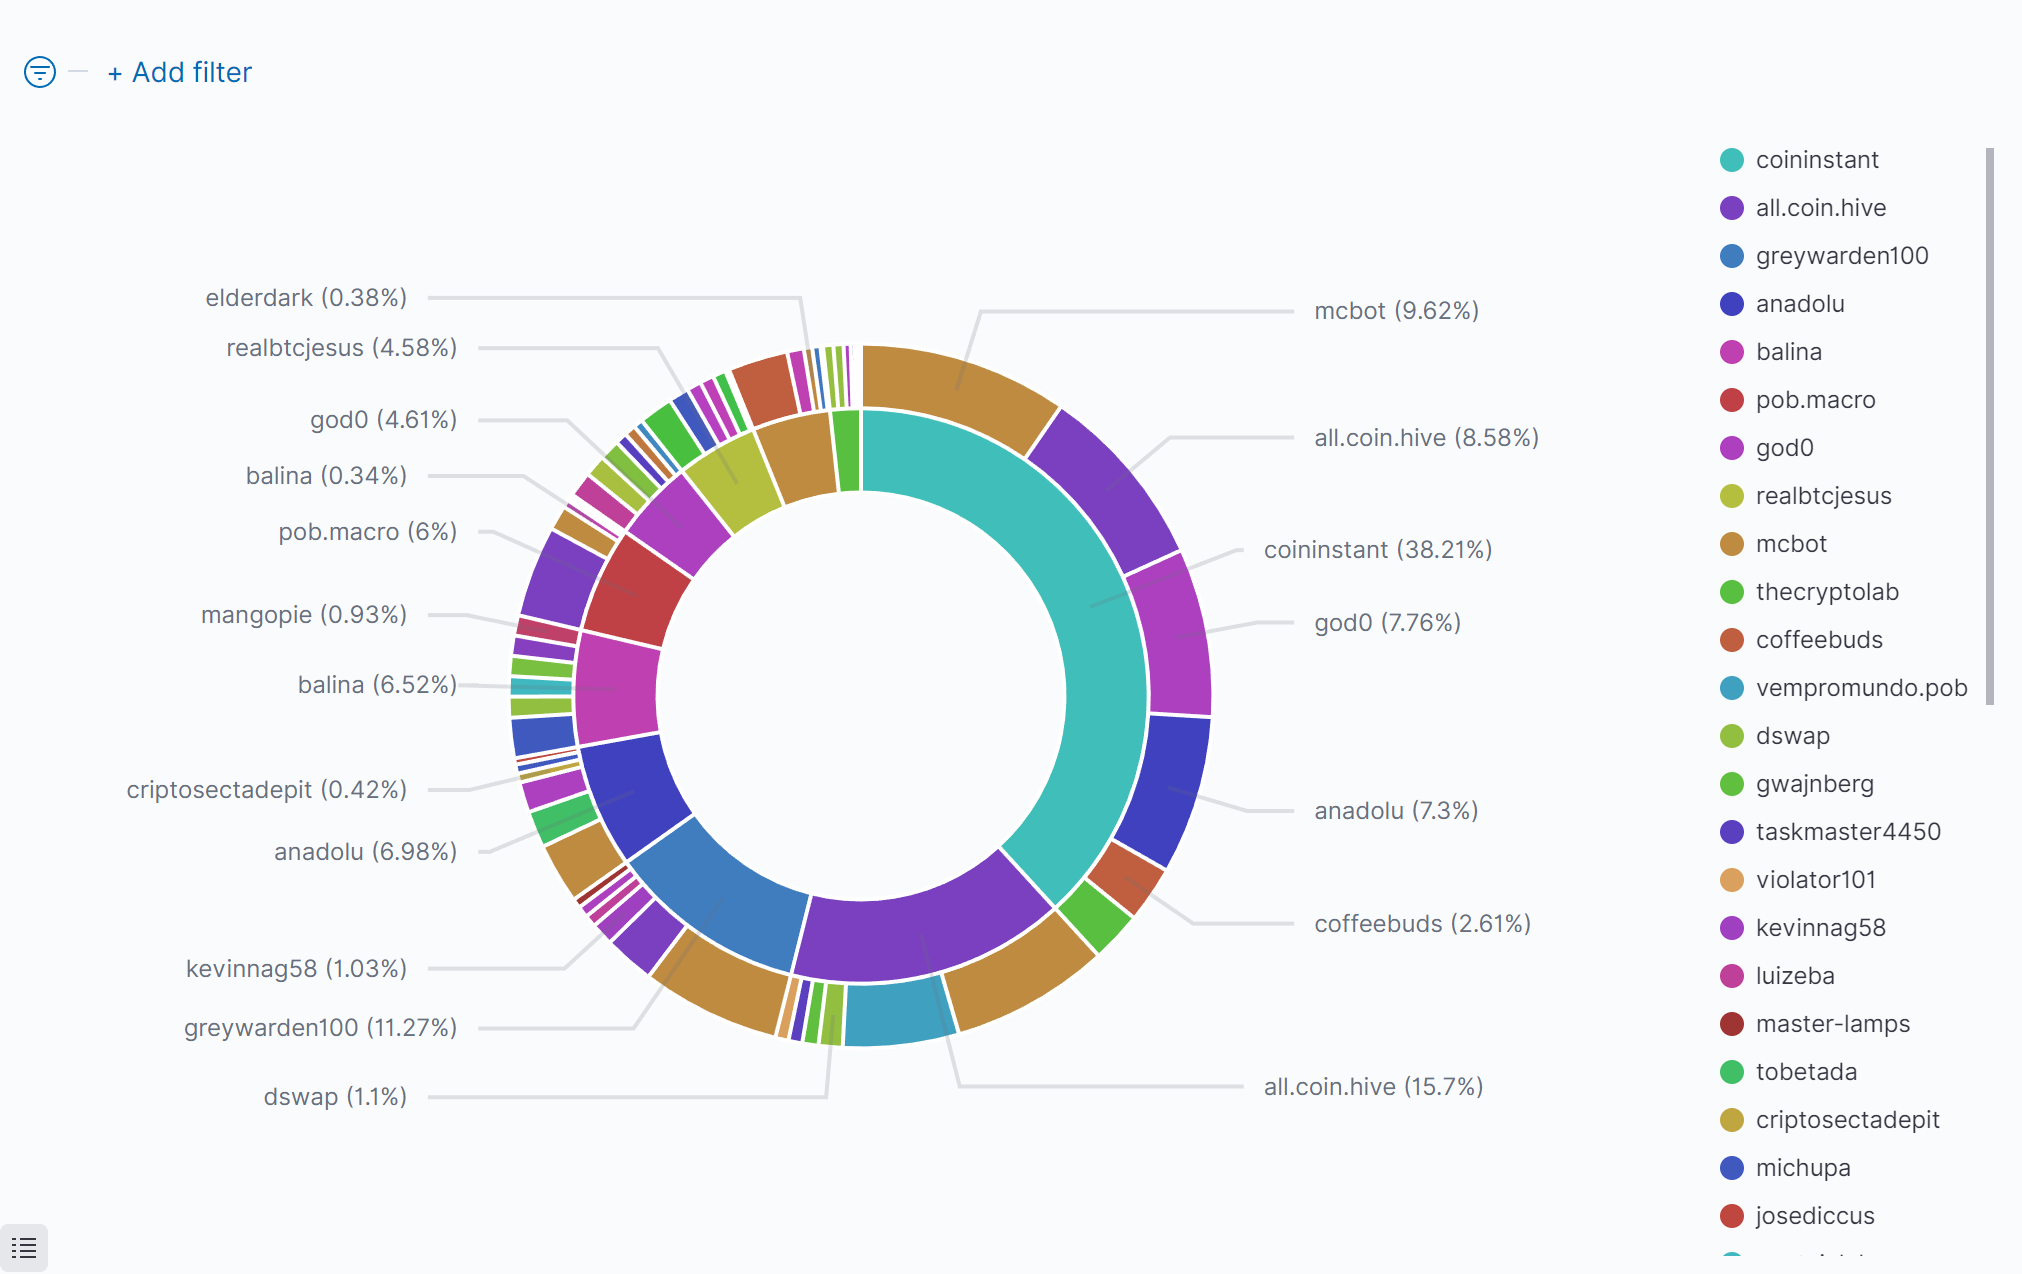 + Add filter
elderdark (0.38%)
realbtcjesus (4.58%)
god0 (4.61%)
balina (0.34%)
pob.macro (6%)
mangopie (0.93%)
balina (6.52%)
criptosectadepit (0.42%)
anadolu (6.98%)
kevinnag58 (1.03%)
greywarden100 (11.27%)
dswap (1.1%)
mcbot (9.62%)
all.coin.hive (8.58%)
coininstant (38.21%)
god0 (7.76%)
anadolu (7.3%)
coffeebuds (2.61%)
all.coin.hive (15.7%)
coininstant
all.coin.hive
greywarden100
anadolu
balina
pob.macro
god0
realbtcjesus
mcbot
thecryptolab
coffeebuds
vempromundo.pob
dswap
gwajnberg
taskmaster4450
violator101
kevinnag58
luizeba
master-lamps
tobetada
criptosectadepit
michupa
josediccus